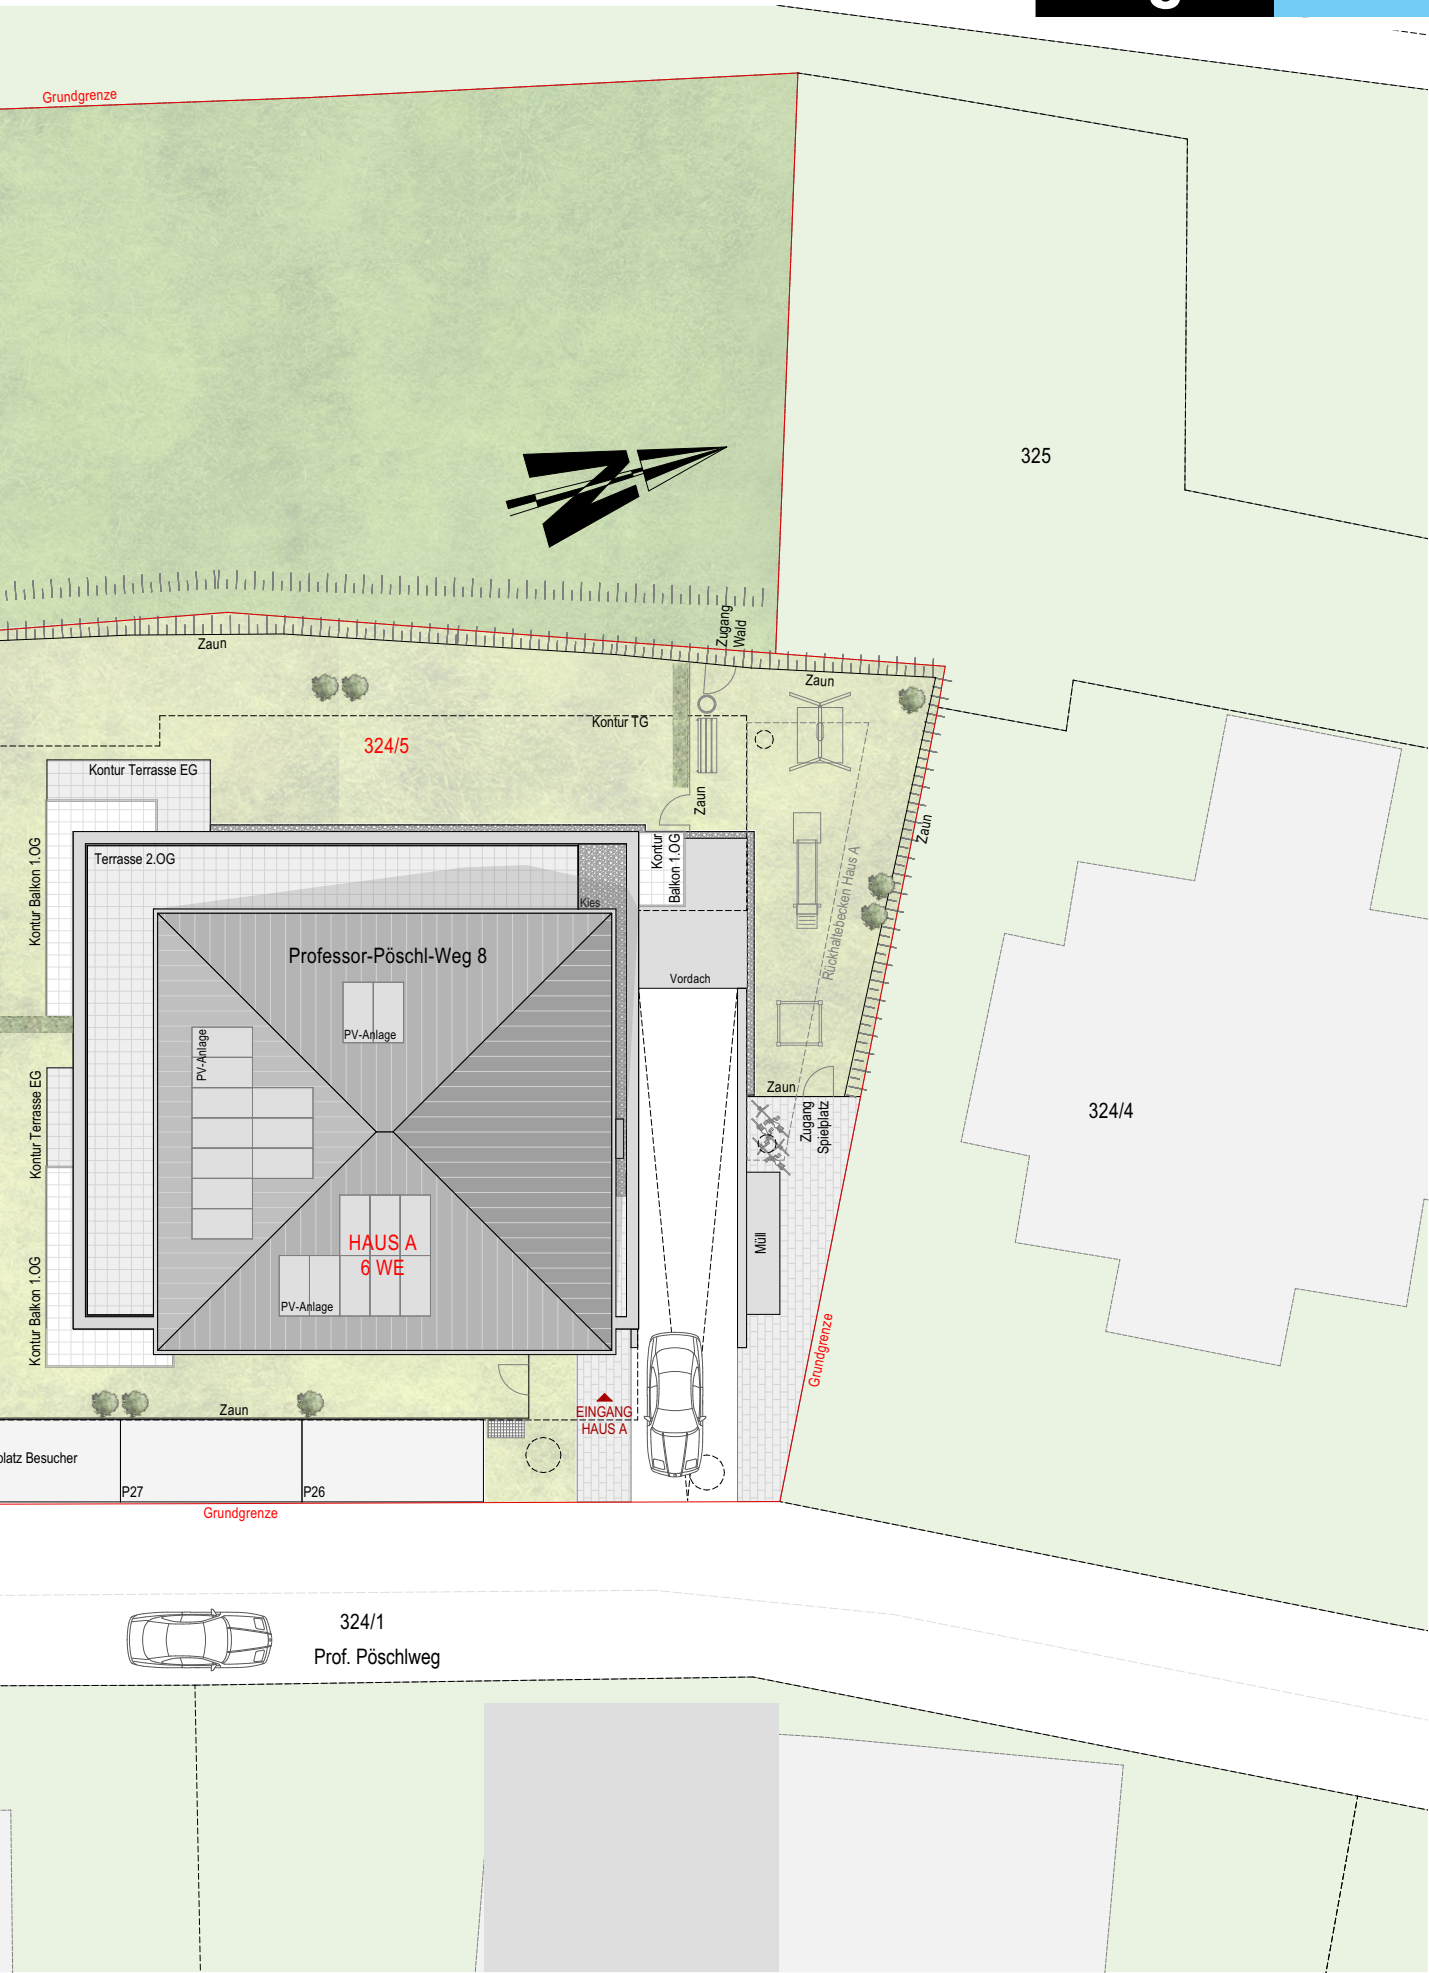 Grundgrenze
325
Zugang
Wald
Zaun
Zaun
Kontur TG
324/5
Kontur Terrasse EG
Zaun
Zaun
Kontur Balkon 1.OG
Terrasse 2.OG
Kontur
Balkon 1.OG
Rückhaltebecken Haus A
Kies
Professor-Pöschl-Weg 8
Vordach
PV-Anlage
PV-Anlage
Kontur Terrasse EG
Zaun
Zugang
Spielplatz
324/4
HAUS A
6 WE
Müll
PV-Anlage
Kontur Balkon 1.OG
Grundgrenze
Zaun
EINGANG
HAUS A
platz Besucher
P27
P26
Grundgrenze
324/1
Prof. Pöschlweg